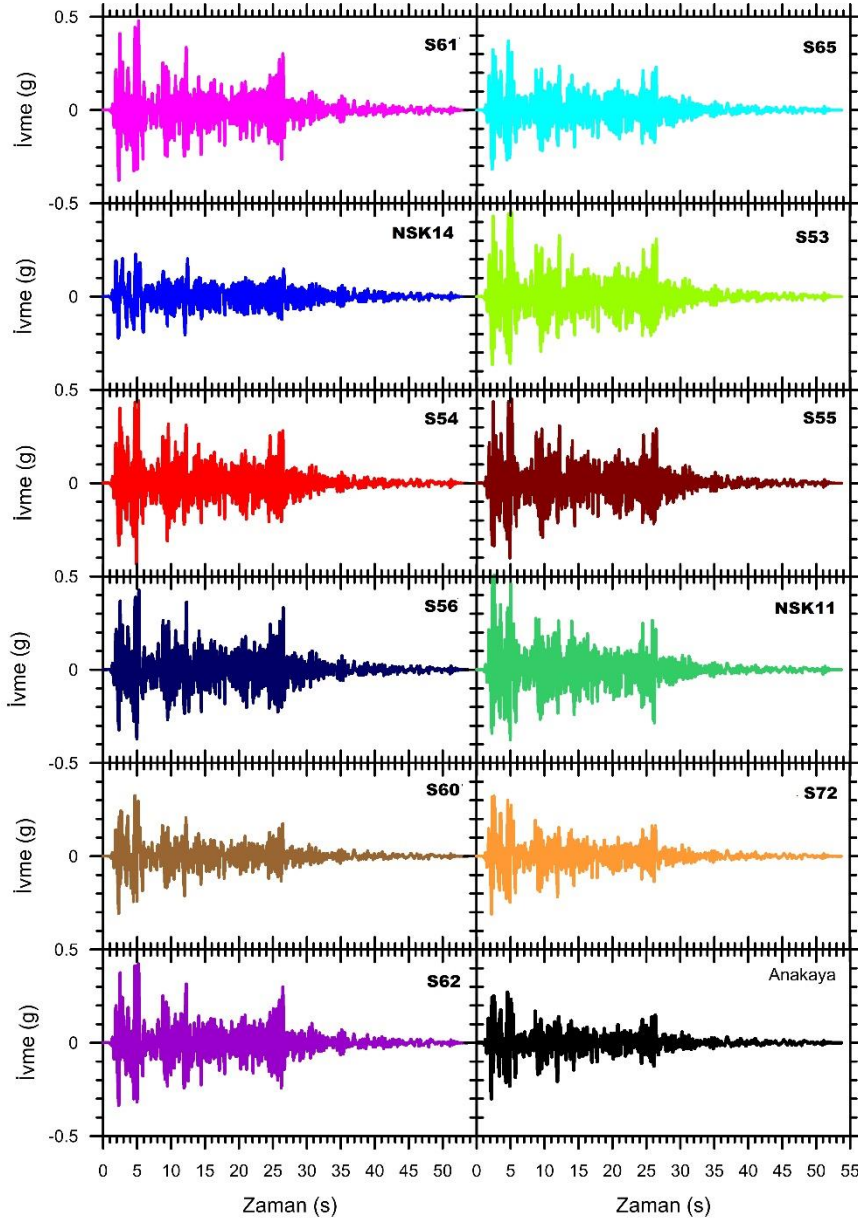 0.5
İvme (g)
0
-0.5
S61
S65
İvme (g)
0
NSK14
S53
0.5
İvme (g)
0
S54
S55
0.5
İvme (g)
0
-0.5
S56
NSK11
İvme (g)
0
S60
S72
0.5
İvme (g)
0
-0.5
S62
Anakaya
0 5 10 15 20 25 30 35 40 45 50 0 5 10 15 20 25 30 35 40 45 50 55
Zaman (s) Zaman (s)